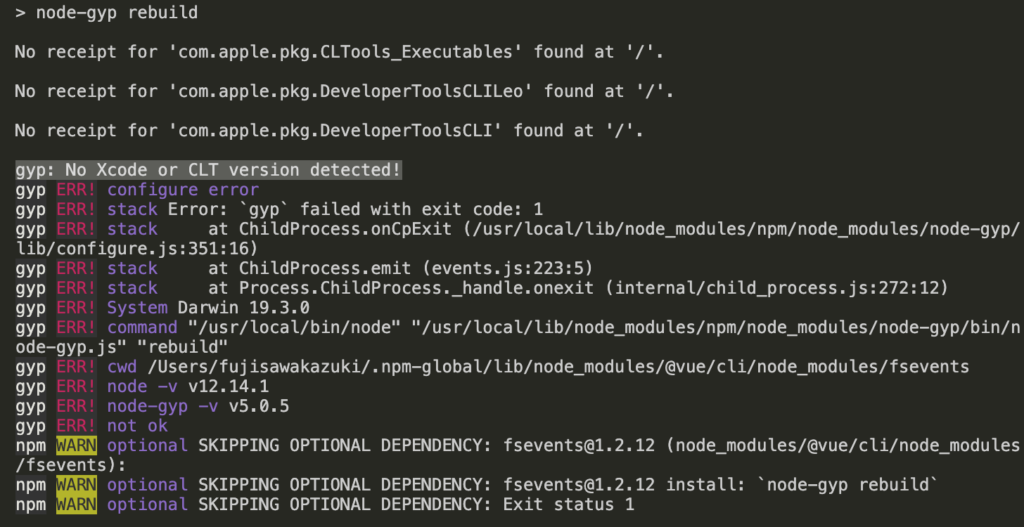 > node-gyp rebuild
No receipt for 'com.apple.pkg.CLTools_Executables' found at '/'.
No receipt for 'com.apple.pkg.DeveloperToolsCLILeo' found at '/'.
No receipt for 'com.apple.pkg.DeveloperToolsCLI' found at '/'.
gyp: No Xcode or CLT version detected!
gyp ERR! configure error
gyp ERR! stack Error: `gyp` failed with exit code: 1
gyp ERR! stack     at ChildProcess.onCpExit (/usr/local/lib/node_modules/npm/node_modules/node-gyp/
lib/configure.js:351:16)
gyp ERR! stack     at ChildProcess.emit (events.js:223:5)
gyp ERR! stack     at Process.ChildProcess._handle.onexit (internal/child_process.js:272:12)
gyp ERR! System Darwin 19.3.0
gyp ERR! command "/usr/local/bin/node" "/usr/local/lib/node_modules/npm/node_modules/node-gyp/bin/n
ode-gyp.js" "rebuild"
gyp ERR! cwd /Users/fujisawakazuki/.npm-global/lib/node_modules/@vue/cli/node_modules/fsevents
gyp ERR! node -v v12.14.1
gyp ERR! node-gyp -v v5.0.5
gyp ERR! not ok
npm WARN optional SKIPPING OPTIONAL DEPENDENCY: fsevents@1.2.12 (node_modules/@vue/cli/node_modules
/fsevents):
npm WARN optional SKIPPING OPTIONAL DEPENDENCY: fsevents@1.2.12 install: `node-gyp rebuild`
npm WARN optional SKIPPING OPTIONAL DEPENDENCY: Exit status 1